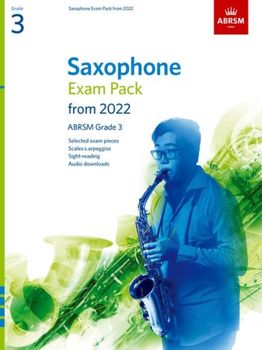 Grade
3
Saxophone Exam Pack from 2022
ABRSM
Saxophone
Exam Pack
from 2022
ABRSM Grade 3
Selected exam pieces
Scales & arpeggios
Sight-reading
Audio downloads